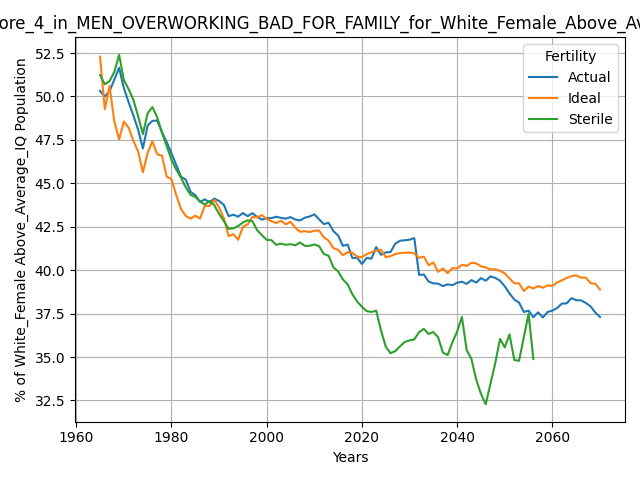 ore_4_in_MEN_OVERWORKING_BAD_FOR_FAMILY_for_White_Female_Above_Av
% of White_Female Above_Average_IQ Population
52.5
50.0
47.5
45.0
42.5
40.0
37.5
35.0
32.5
Fertility
Actual
Ideal
Sterile
1960
1980
2000
2020
2040
2060
Years